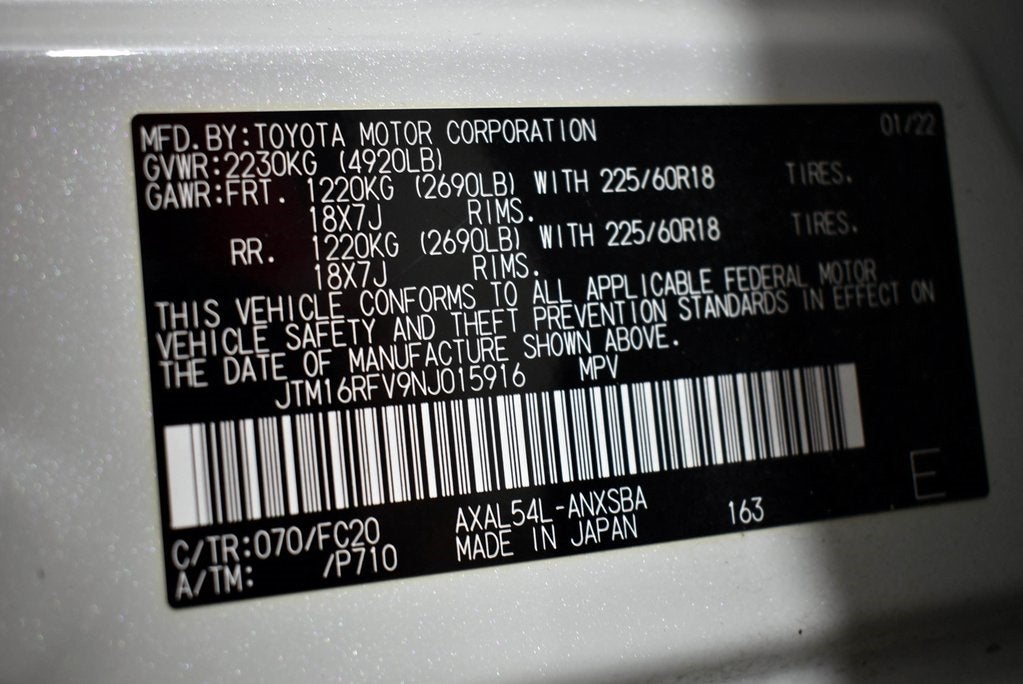 MFD. BY:TOYOTA MOTOR CORPORATION 01/22
GVWR:2230KG (4920LB)
GAWR:FRT. 1220KG (2690LB) WITH 225/60R18 TIRES.
18X7J RIMS.
RR. 1220KG (2690LB) WITH 225/60R18 TIRES.
18X7J RIMS.
THIS VEHICLE CONFORMS TO ALL APPLICABLE FEDERAL MOTOR
VEHICLE SAFETY AND THEFT PREVENTION STANDARDS IN EFFECT ON
THE DATE OF MANUFACTURE SHOWN ABOVE.
JTM16RFV9NJ015916 MPV
E
C/TR:070/FC20 AXAL54L-ANXSBA 163
A/TM: /P710 MADE IN JAPAN